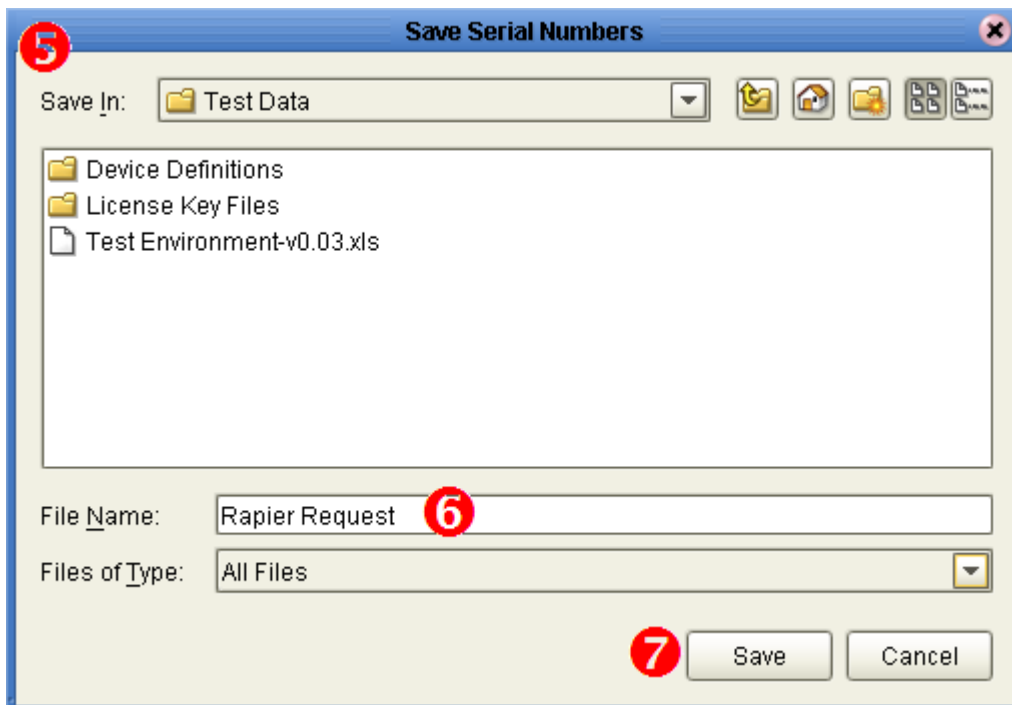 Save Serial Numbers
5
Save In: Test Data
Device Definitions
License Key Files
Test Environment-v0.03.xls
File Name: Rapier Request 6
Files of Type: All Files
7 Save Cancel